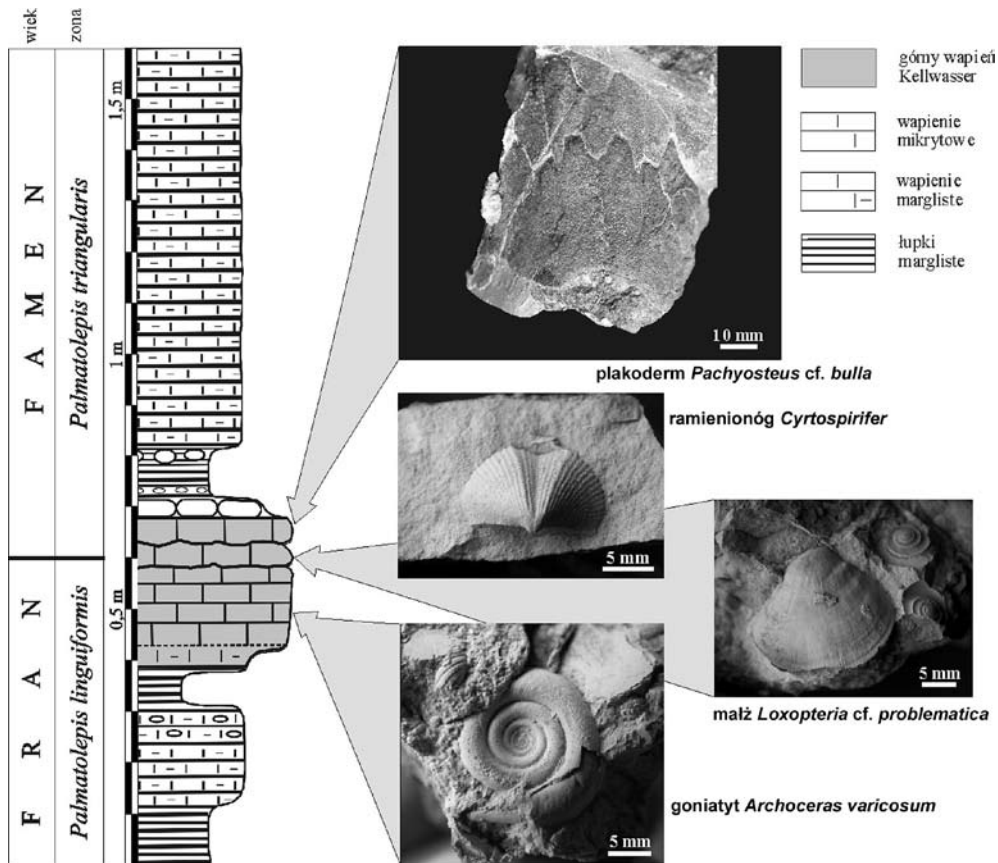 wiek
zona
FAMEN
Palmatolepis triangularis
FRAN
Palmatolepis linguiformis
1,5 m
1 m
0,5 m
górny wapień
Kellwasser
wapienie
mikrytowe
wapienie
margliste
łupki
margliste
10 mm
plakoderm Pachyosteus cf. bulla
ramienionóg Cyrtospirifer
5 mm
5 mm
małż Loxopteria cf. problematica
goniatyt Archoceras varicosum
5 mm